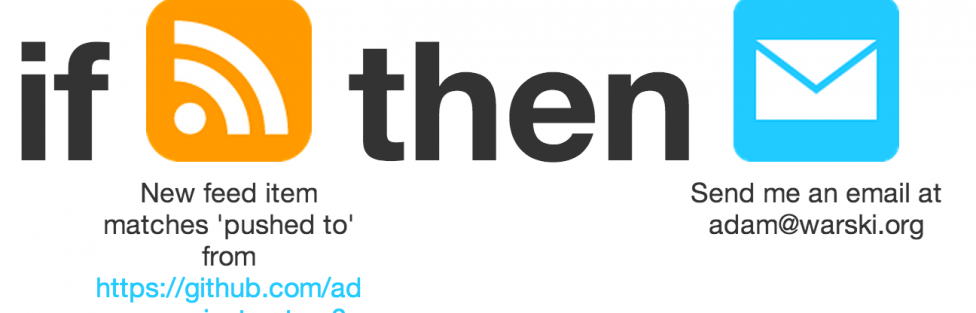 if then
New feed item
matches 'pushed to'
from
https://github.com/ad
Send me an email at
adam@warski.org